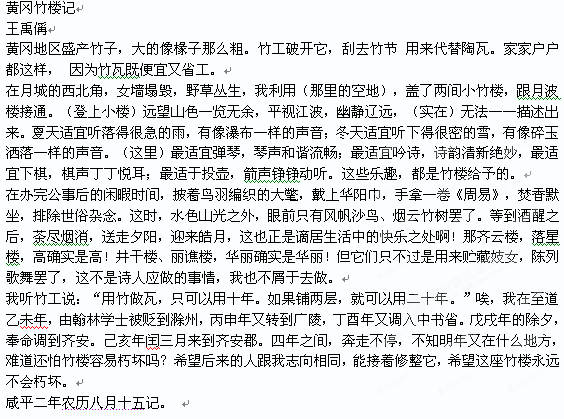 黄冈竹楼记
王禹偁
黄冈地区盛产竹子，大的像椽子那么粗。竹工破开它，刮去竹节 用来代替陶瓦。家家户户
都这样， 因为竹瓦既便宜又省工。
在月城的西北角，女墙塌毁，野草丛生，我利用（那里的空地），盖了两间小竹楼，跟月波
楼接通。（登上小楼）远望山色一览无余，平视江波，幽静辽远，（实在）无法一一描述出
来。夏天适宜听落得很急的雨，有像瀑布一样的声音；冬天适宜听下得很密的雪，有像碎玉
洒落一样的声音。（这里）最适宜弹琴，琴声和谐流畅；最适宜吟诗，诗韵清新绝妙，最适
宜下棋，棋声丁丁悦耳；最适于投壶，箭声铮铮动听。这些乐趣，都是竹楼给予的。
在办完公事后的闲暇时间，披着鸟羽编织的大氅，戴上华阳巾，手拿一卷《周易》，焚香默
坐，排除世俗杂念。这时，水色山光之外，眼前只有风帆沙鸟、烟云竹树罢了。等到酒醒之
后，茶尽烟消，送走夕阳，迎来皓月，这也正是谪居生活中的快乐之处啊！那齐云楼，落星
楼，高确实是高！井干楼、丽谯楼，华丽确实是华丽！但它们只不过是用来贮藏妓女，陈列
歌舞罢了，这不是诗人应做的事情，我也不屑于去做。
我听竹工说：“用竹做瓦，只可以用十年。如果铺两层，就可以用二十年。”唉，我在至道
乙未年，由翰林学士被贬到滁州，丙申年又转到广陵，丁酉年又调入中书省。戊戌年的除夕，
奉命调到齐安。己亥年闰三月来到齐安郡。四年之间，奔走不停，不知明年又在什么地方，
难道还怕竹楼容易朽坏吗？希望后来的人跟我志向相同，能接着修整它，希望这座竹楼永远
不会朽坏。
咸平二年农历八月十五记。